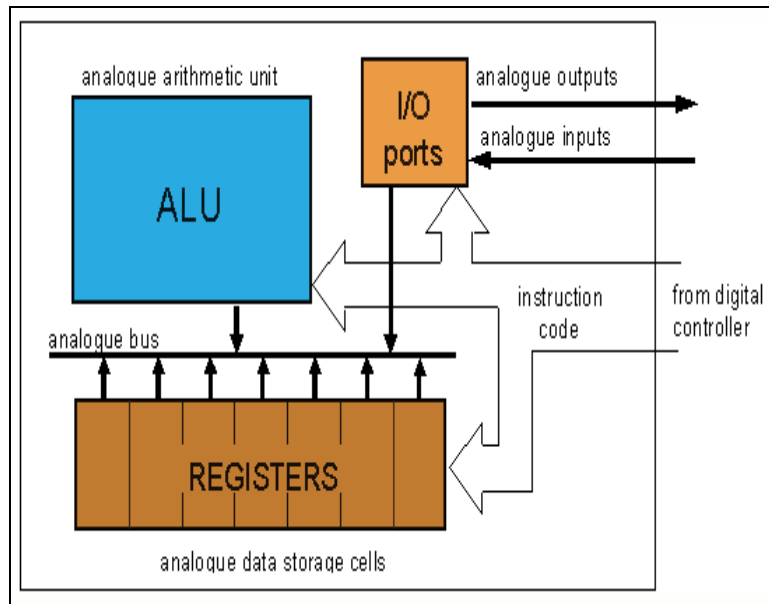 analogue arithmetic unit
ALU
I/O
ports
analogue outputs
analogue inputs
instruction
code
from digital
controller
analogue bus
REGISTERS
analogue data storage cells